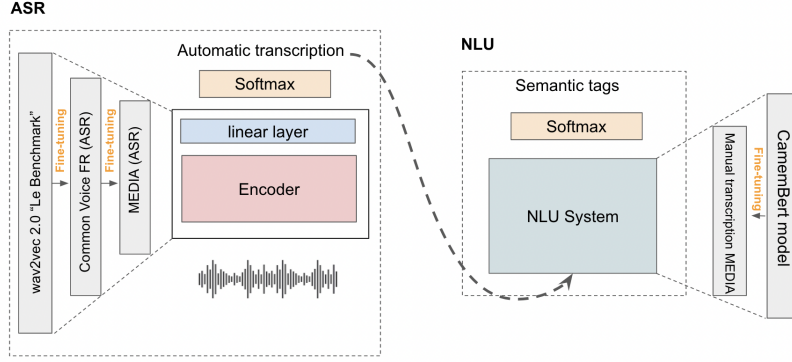 ASR
Automatic transcription
Softmax
linear layer
Encoder
wav2vec 2.0 “Le Benchmark”
Fine-tuning
Common Voice FR (ASR)
Fine-tuning
MEDIA (ASR)
NLU
Semantic tags
Softmax
NLU System
Manual transcription MEDIA
Fine-tuning
CamemBert model